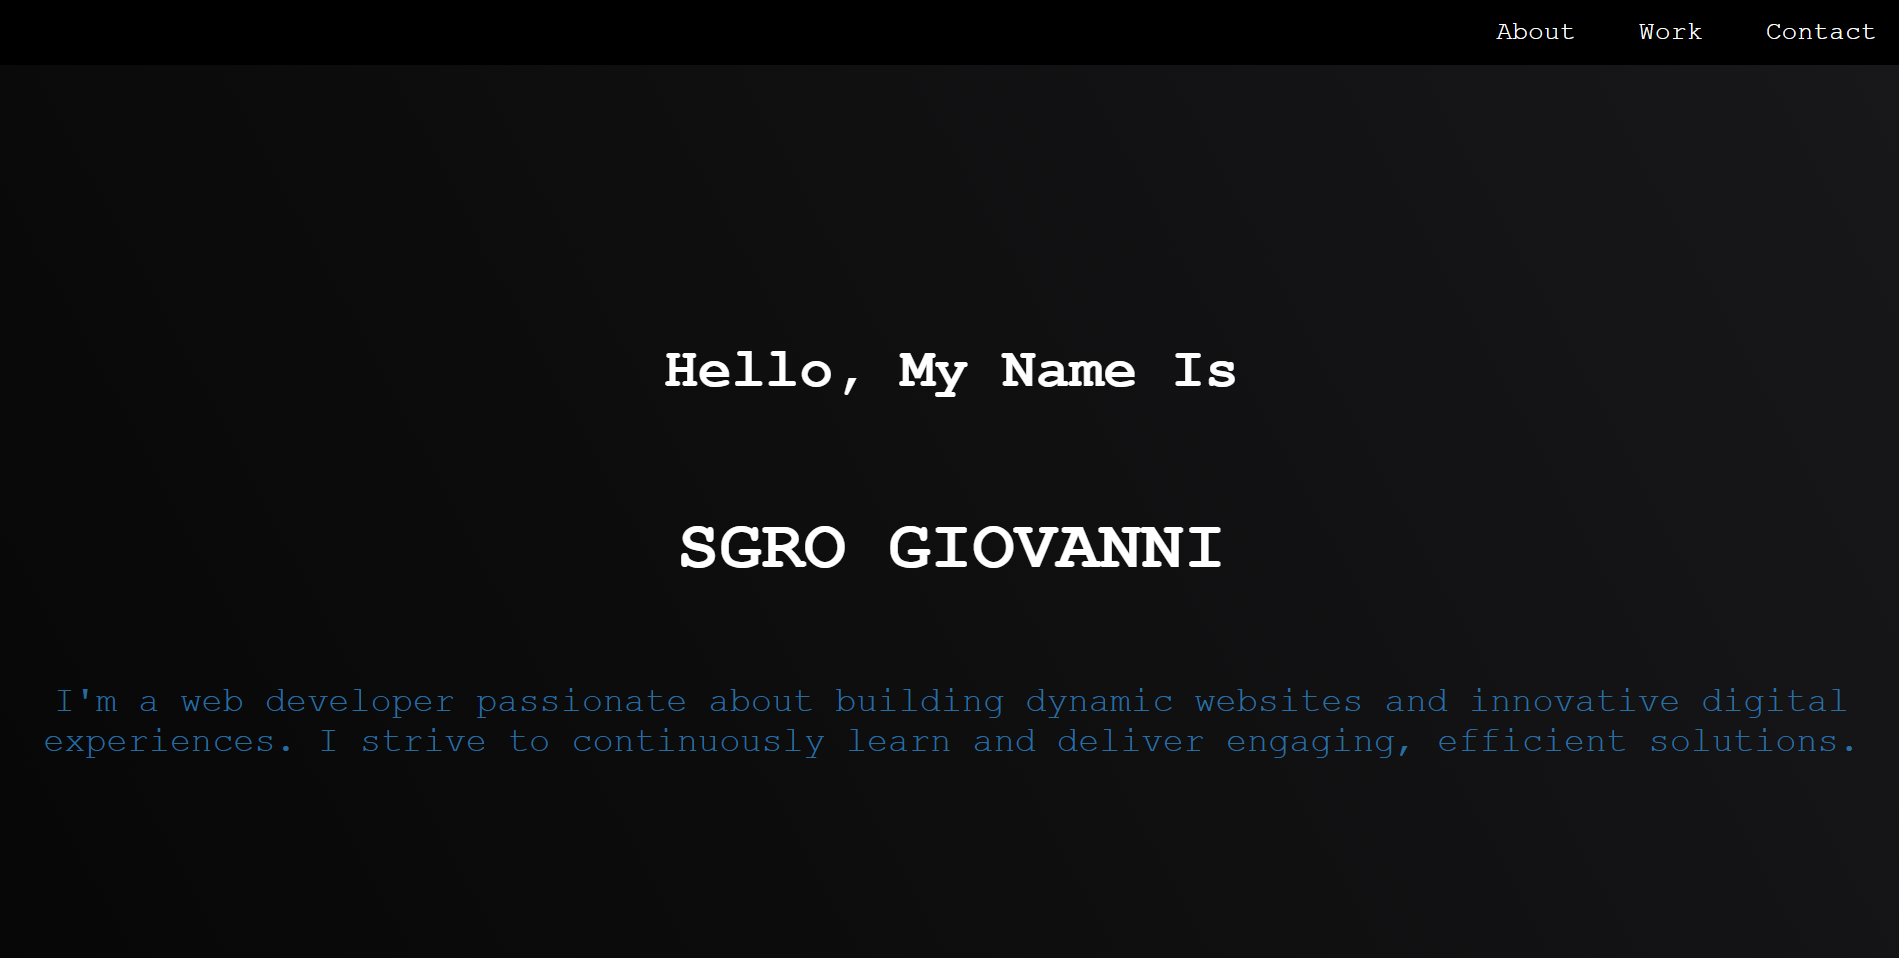 About Work Contact
Hello, My Name Is
SGRO GIOVANNI
I'm a web developer passionate about building dynamic websites and innovative digital
experiences. I strive to continuously learn and deliver engaging, efficient solutions.